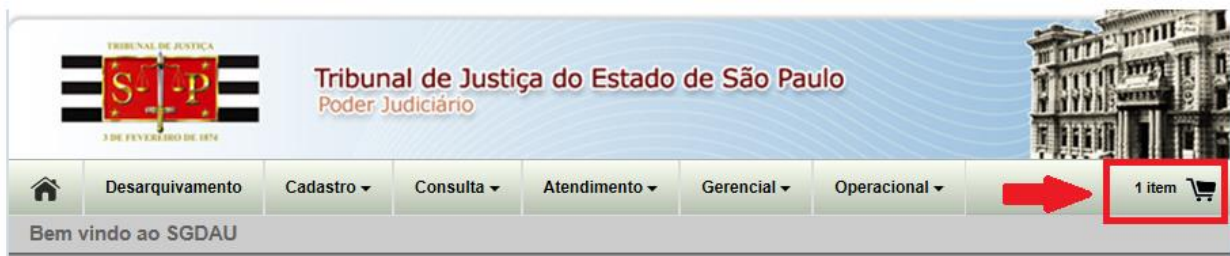 TRIBUNAL DE JUSTIÇA
S P
3 DE FEVEREIRO DE 1874
Tribunal de Justiça do Estado de São Paulo
Poder Judiciário
Desarquivamento Cadastro Consulta Atendimento Gerencial Operacional 1 item
Bem vindo ao SGDAU